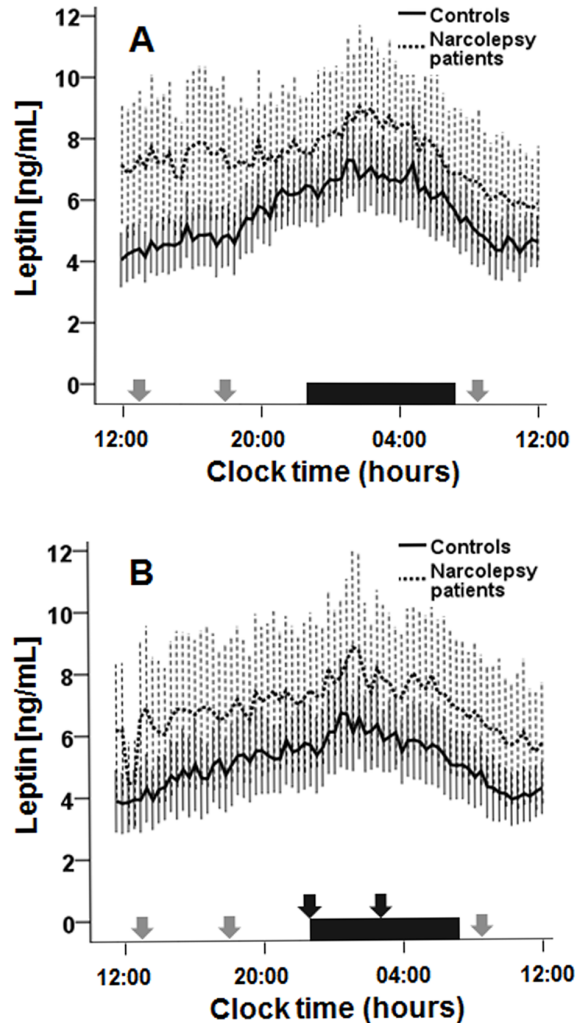 A
Controls
Narcolepsy
patients
12
10
8
6
4
2
0
Leptin [ng/mL]
12:00
20:00
04:00
12:00
Clock time (hours)
B
Controls
Narcolepsy
patients
12
10
8
6
4
2
0
Leptin [ng/mL]
12:00
20:00
04:00
12:00
Clock time (hours)